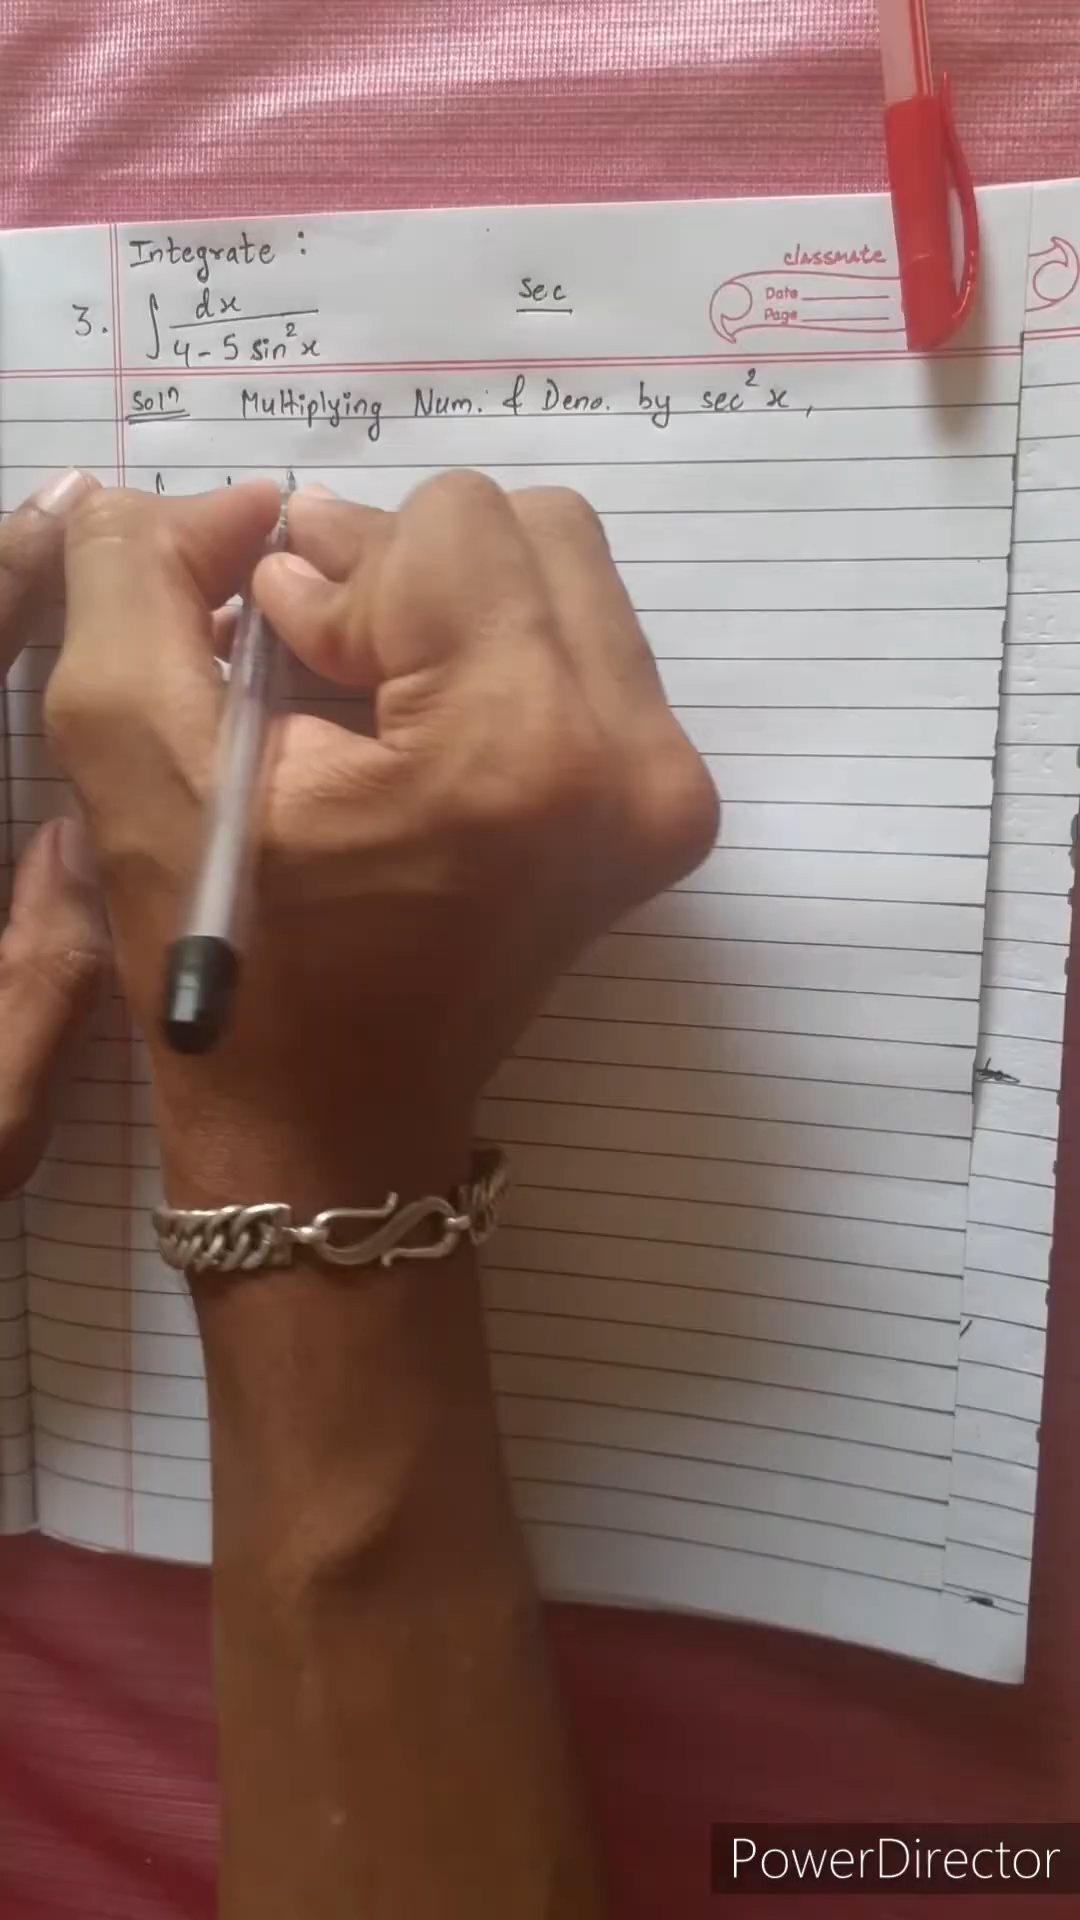 Integrate :
classmate
sec
Date
Page
3. ∫ dx
4 - 5 sin²x
Solⁿ Multiplying Num. & Deno. by sec²x,
PowerDirector